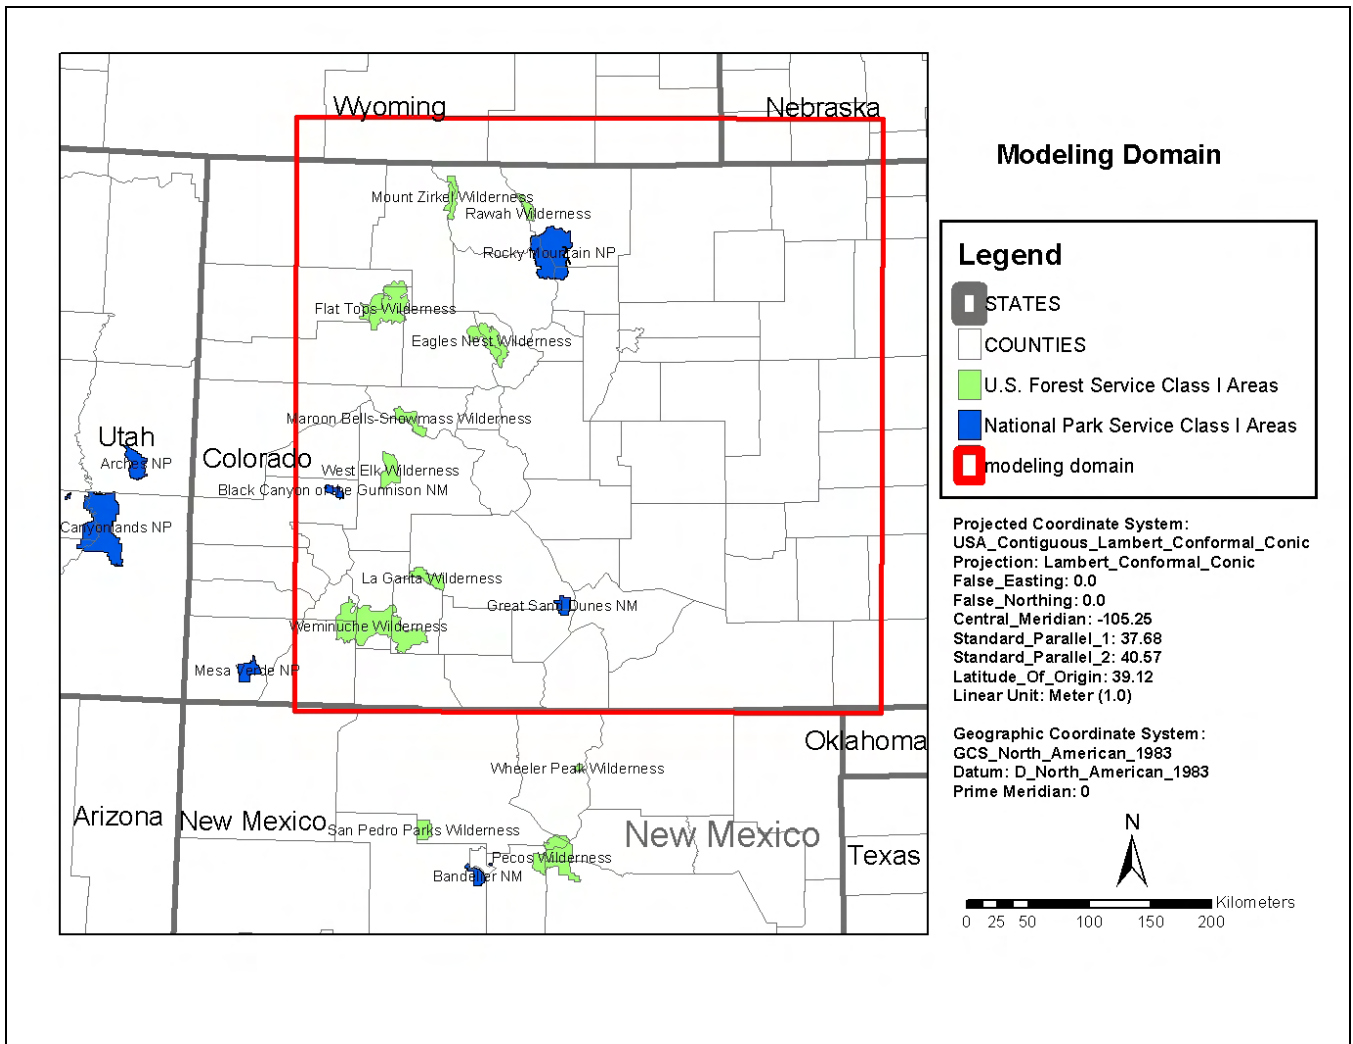 Wyoming
Nebraska
Mount Zirkel Wilderness
Rawah Wilderness
Rocky Mountain NP
Flat Tops Wilderness
Eagles Nest Wilderness
Maroon Bells-Snowmass Wilderness
Utah
Arches NP
Colorado
West Elk Wilderness
Black Canyon of the Gunnison NM
Canyonlands NP
La Garita Wilderness
Great Sand Dunes NM
Weminuche Wilderness
Mesa Verde NP
Oklahoma
Wheeler Peak Wilderness
Arizona
New Mexico
San Pedro Parks Wilderness
New Mexico
Texas
Pecos Wilderness
Bandelier NM
Modeling Domain
Legend
STATES
COUNTIES
U.S. Forest Service Class I Areas
National Park Service Class I Areas
modeling domain
Projected Coordinate System:
USA_Contiguous_Lambert_Conformal_Conic
Projection: Lambert_Conformal_Conic
False_Easting: 0.0
False_Northing: 0.0
Central_Meridian: -105.25
Standard_Parallel_1: 37.68
Standard_Parallel_2: 40.57
Latitude_Of_Origin: 39.12
Linear Unit: Meter (1.0)
Geographic Coordinate System:
GCS_North_American_1983
Datum: D_North_American_1983
Prime Meridian: 0
N
Kilometers
0 25 50 100 150 200